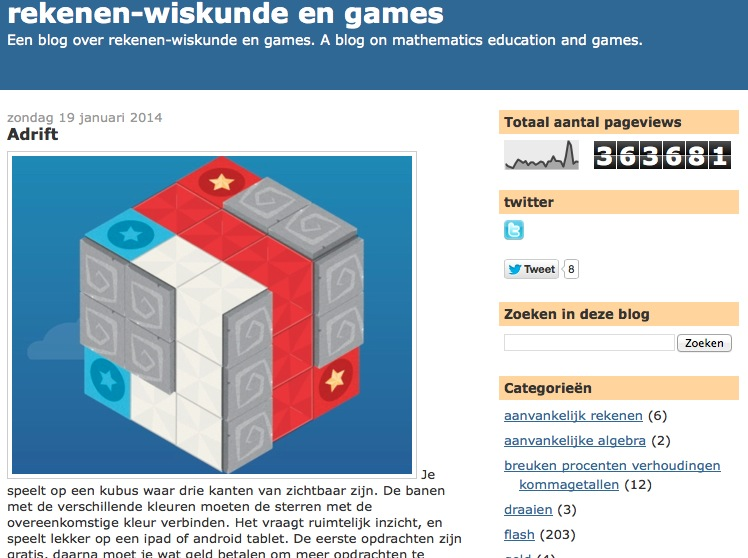 rekenen-wiskunde en games
Een blog over rekenen-wiskunde en games. A blog on mathematics education and games.
zondag 19 januari 2014
Adrift
Je
speelt op een kubus waar drie kanten van zichtbaar zijn. De banen
met de verschillende kleuren moeten de sterren met de
overeenkomstige kleur verbinden. Het vraagt ruimtelijk inzicht, en
speelt lekker op een ipad of android tablet. De eerste opdrachten zijn
gratis, daarna moet je wat geld betalen om meer opdrachten te
Totaal aantal pageviews
363681
twitter
Tweet 8
Zoeken in deze blog
Zoeken
Categorieën
aanvankelijk rekenen (6)
aanvankelijke algebra (2)
breuken procenten verhoudingen
kommagetallen (12)
draaien (3)
flash (203)
geld (4)